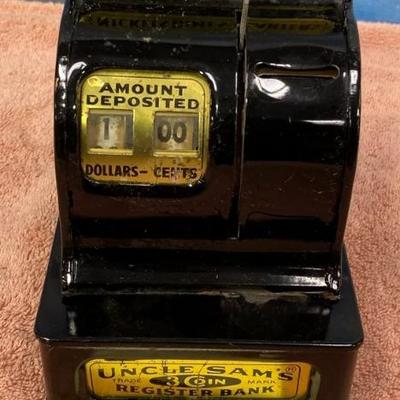 AMOUNT
DEPOSITED
1 00
DOLLARS- CENTS
UNCLE SAM'S
TRADE 3 COIN MARK
REGISTER BANK